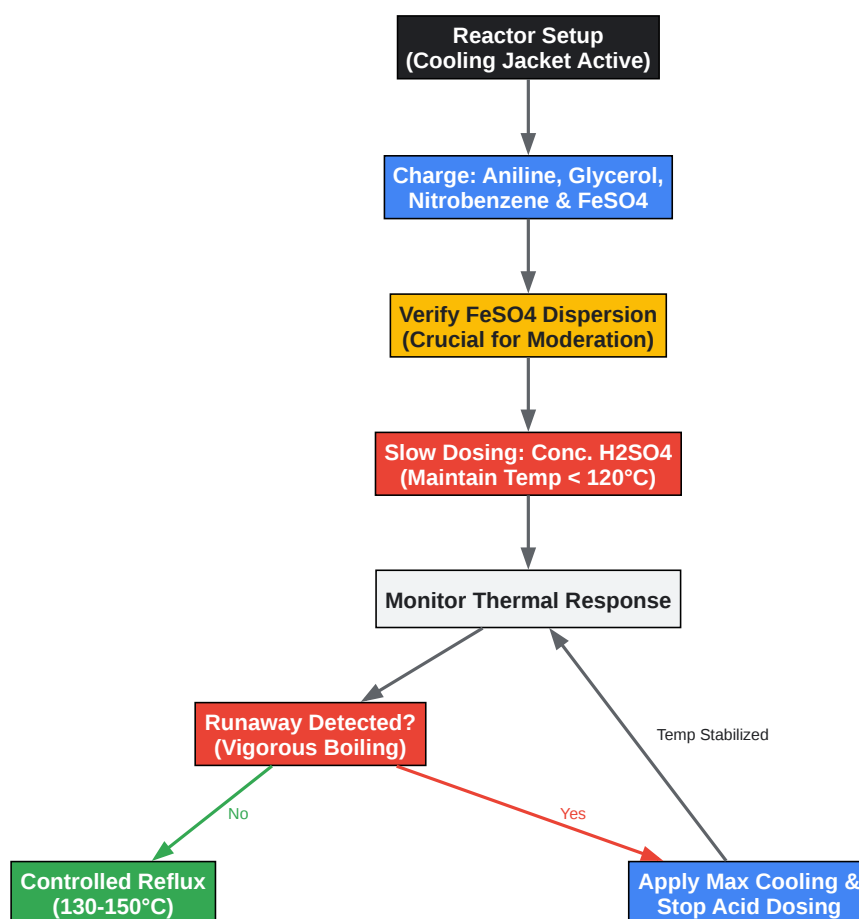 Reactor Setup
(Cooling Jacket Active)
Charge: Aniline, Glycerol,
Nitrobenzene & FeSO4
Verify FeSO4 Dispersion
(Crucial for Moderation)
Slow Dosing: Conc. H2SO4
(Maintain Temp < 120°C)
Monitor Thermal Response
Runaway Detected?
(Vigorous Boiling)
Temp Stabilized
No
Yes
Controlled Reflux
(130-150°C)
Apply Max Cooling &
Stop Acid Dosing